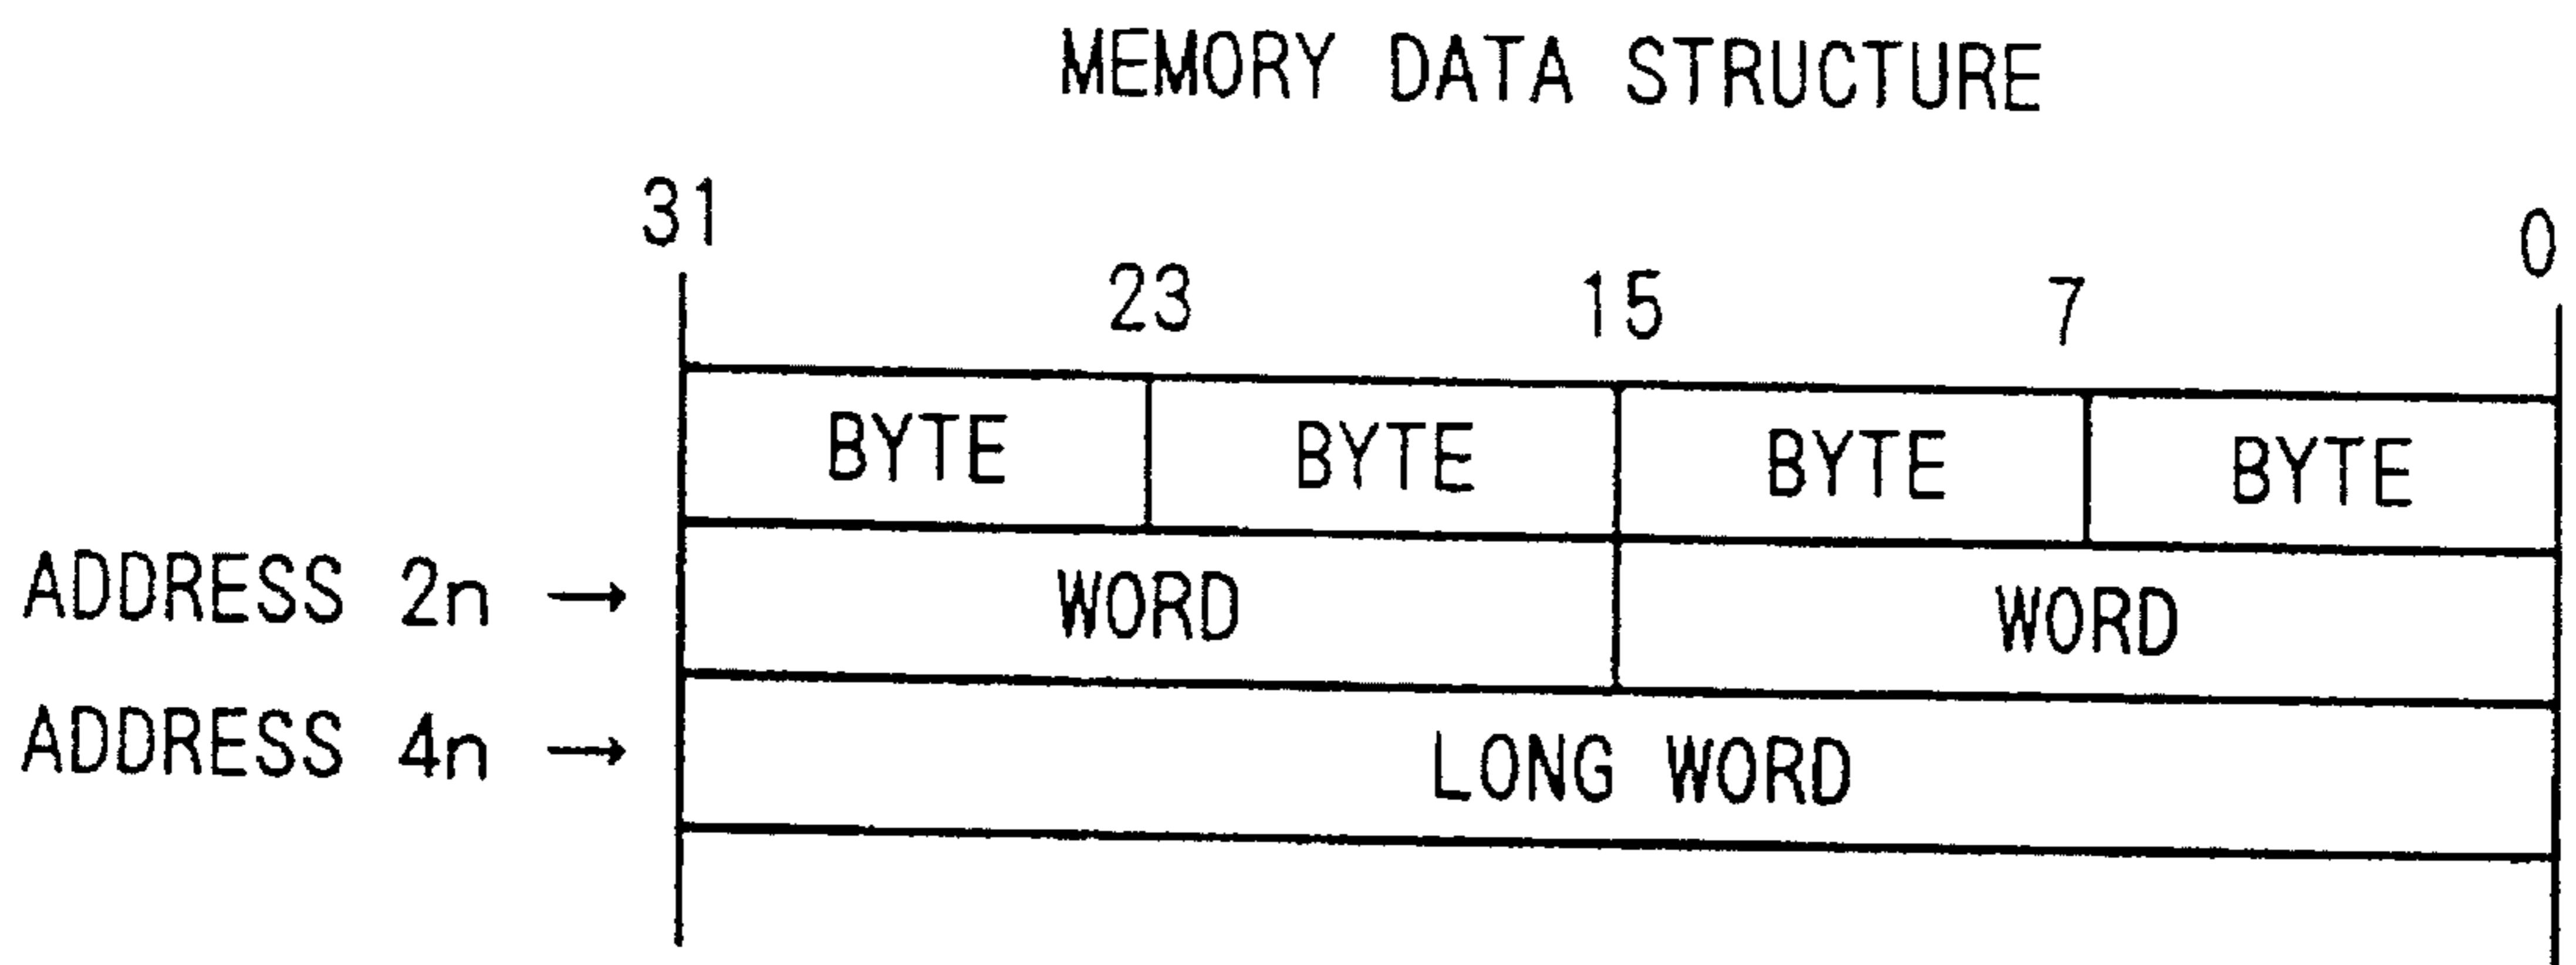 MEMORY DATA STRUCTURE
31 23 15 7 0
BYTE BYTE BYTE BYTE
ADDRESS 2n → WORD WORD
ADDRESS 4n → LONG WORD